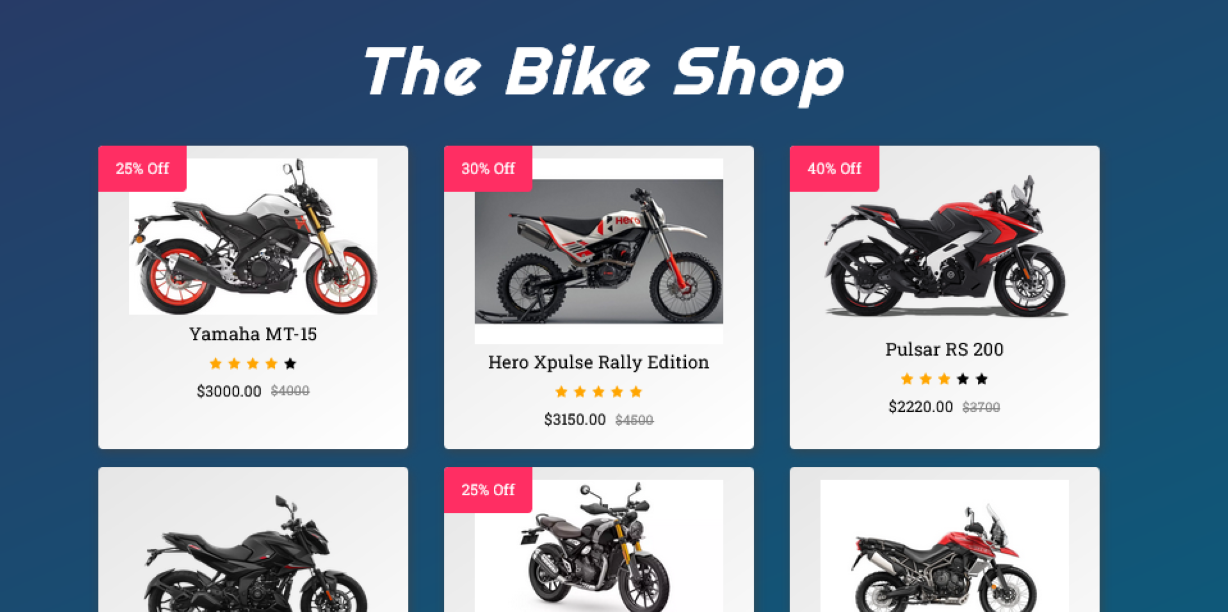 The Bike Shop
25% Off
Yamaha MT-15
$3000.00 $4000
30% Off
Hero
Hero Xpulse Rally Edition
$3150.00 $4500
40% Off
Pulsar RS 200
$2220.00 $3700
25% Off